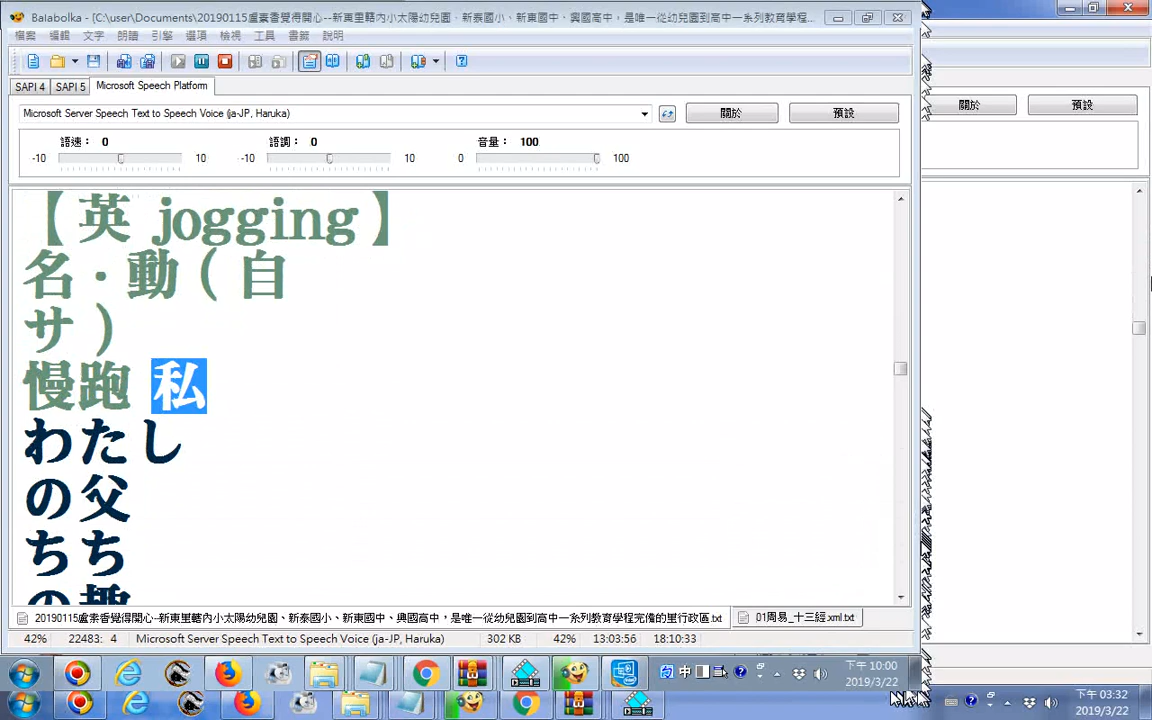 Balabolka - [C:\user\Documents\20190115盧素香覺得開心--新東里轄內小太陽幼兒園、新泰國小、新東國中、興國高中，是唯一從幼兒園到高中一系列教育學程完...
檔案 編輯 文字 朗讀 引擎 選項 檢視 工具 書籤 說明
SAPI 4 SAPI 5 Microsoft Speech Platform
Microsoft Server Speech Text to Speech Voice (ja-JP, Haruka) 關於 預設 關於 預設
語速： 0 語調： 0 音量： 100
-10 10 -10 10 0 100
【英 jogging】
名・動（自
サ）
慢跑 私
わたし
の父
ちち
20190115盧素香覺得開心--新東里轄內小太陽幼兒園、新泰國小、新東國中、興國高中，是唯一從幼兒園到高中一系列教育學程完備的里行政區.txt 01周易_十三經.txt
42% 22483: 4 Microsoft Server Speech Text to Speech Voice (ja-JP, Haruka) 302 KB 42% 13:03:56 18:10:33
中 下午 10:00
2019/3/22
下午 03:32
2019/3/22